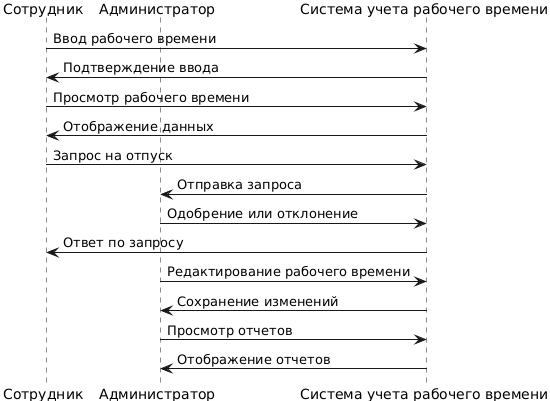 Сотрудник Администратор Система учета рабочего времени
Ввод рабочего времени
Подтверждение ввода
Просмотр рабочего времени
Отображение данных
Запрос на отпуск
Отправка запроса
Одобрение или отклонение
Ответ по запросу
Редактирование рабочего времени
Сохранение изменений
Просмотр отчетов
Отображение отчетов
Сотрудник Администратор Система учета рабочего времени